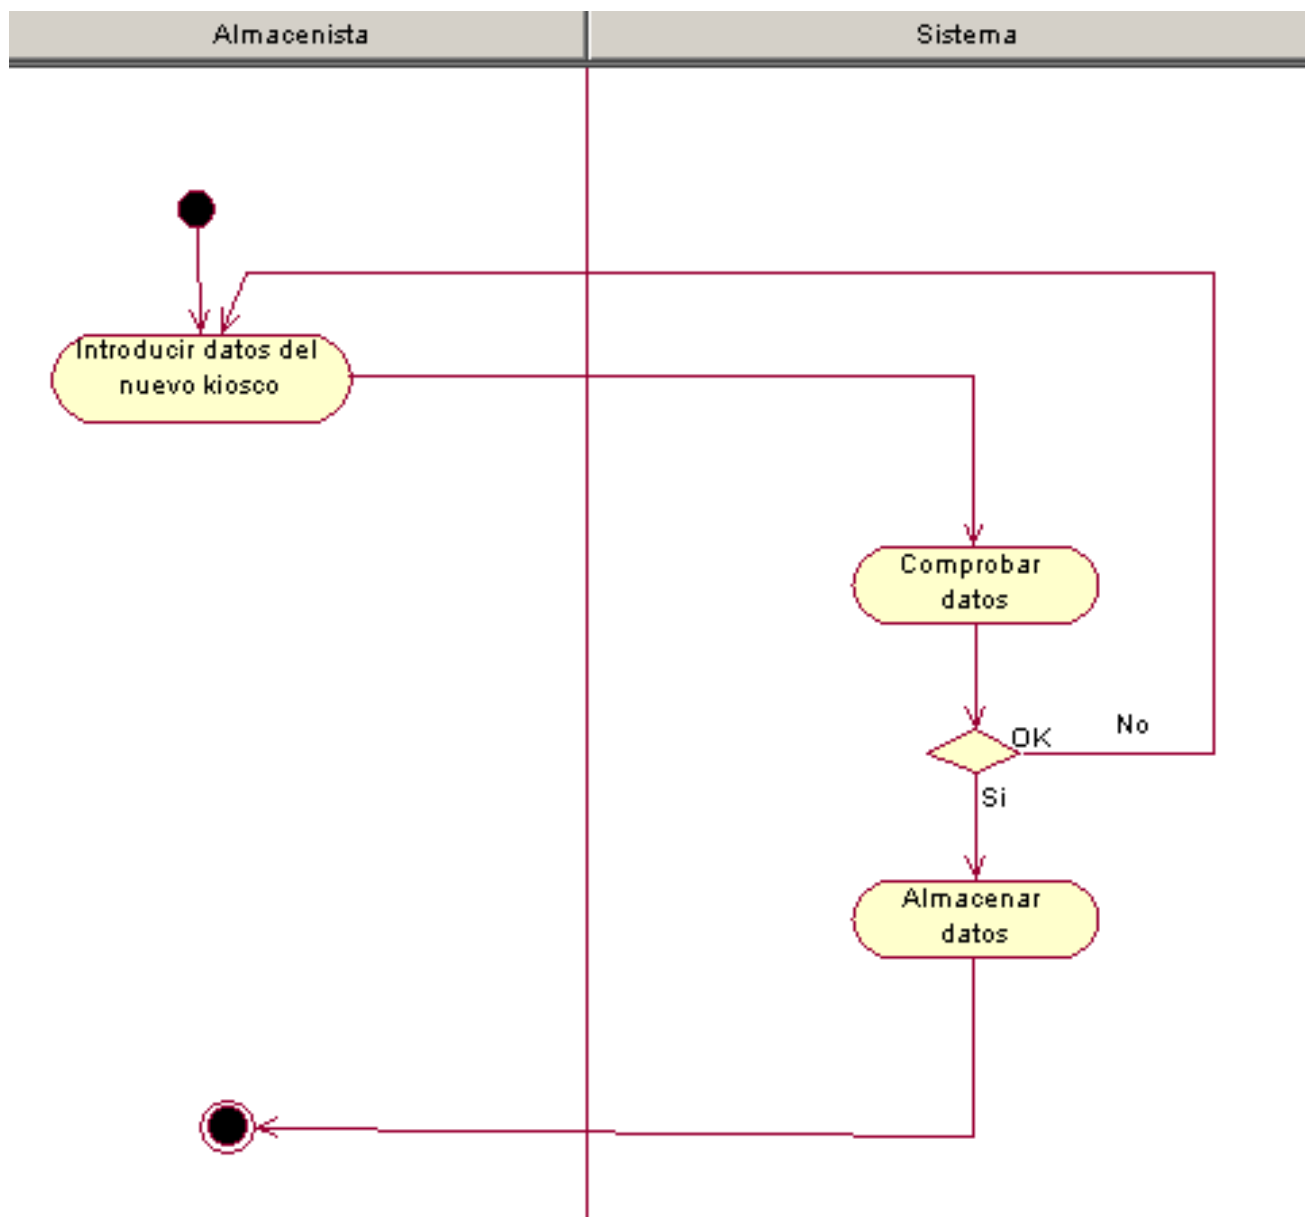 Almacenista
Sistema
Introducir datos del
nuevo kiosco
Comprobar
datos
OK
No
Si
Almacenar
datos